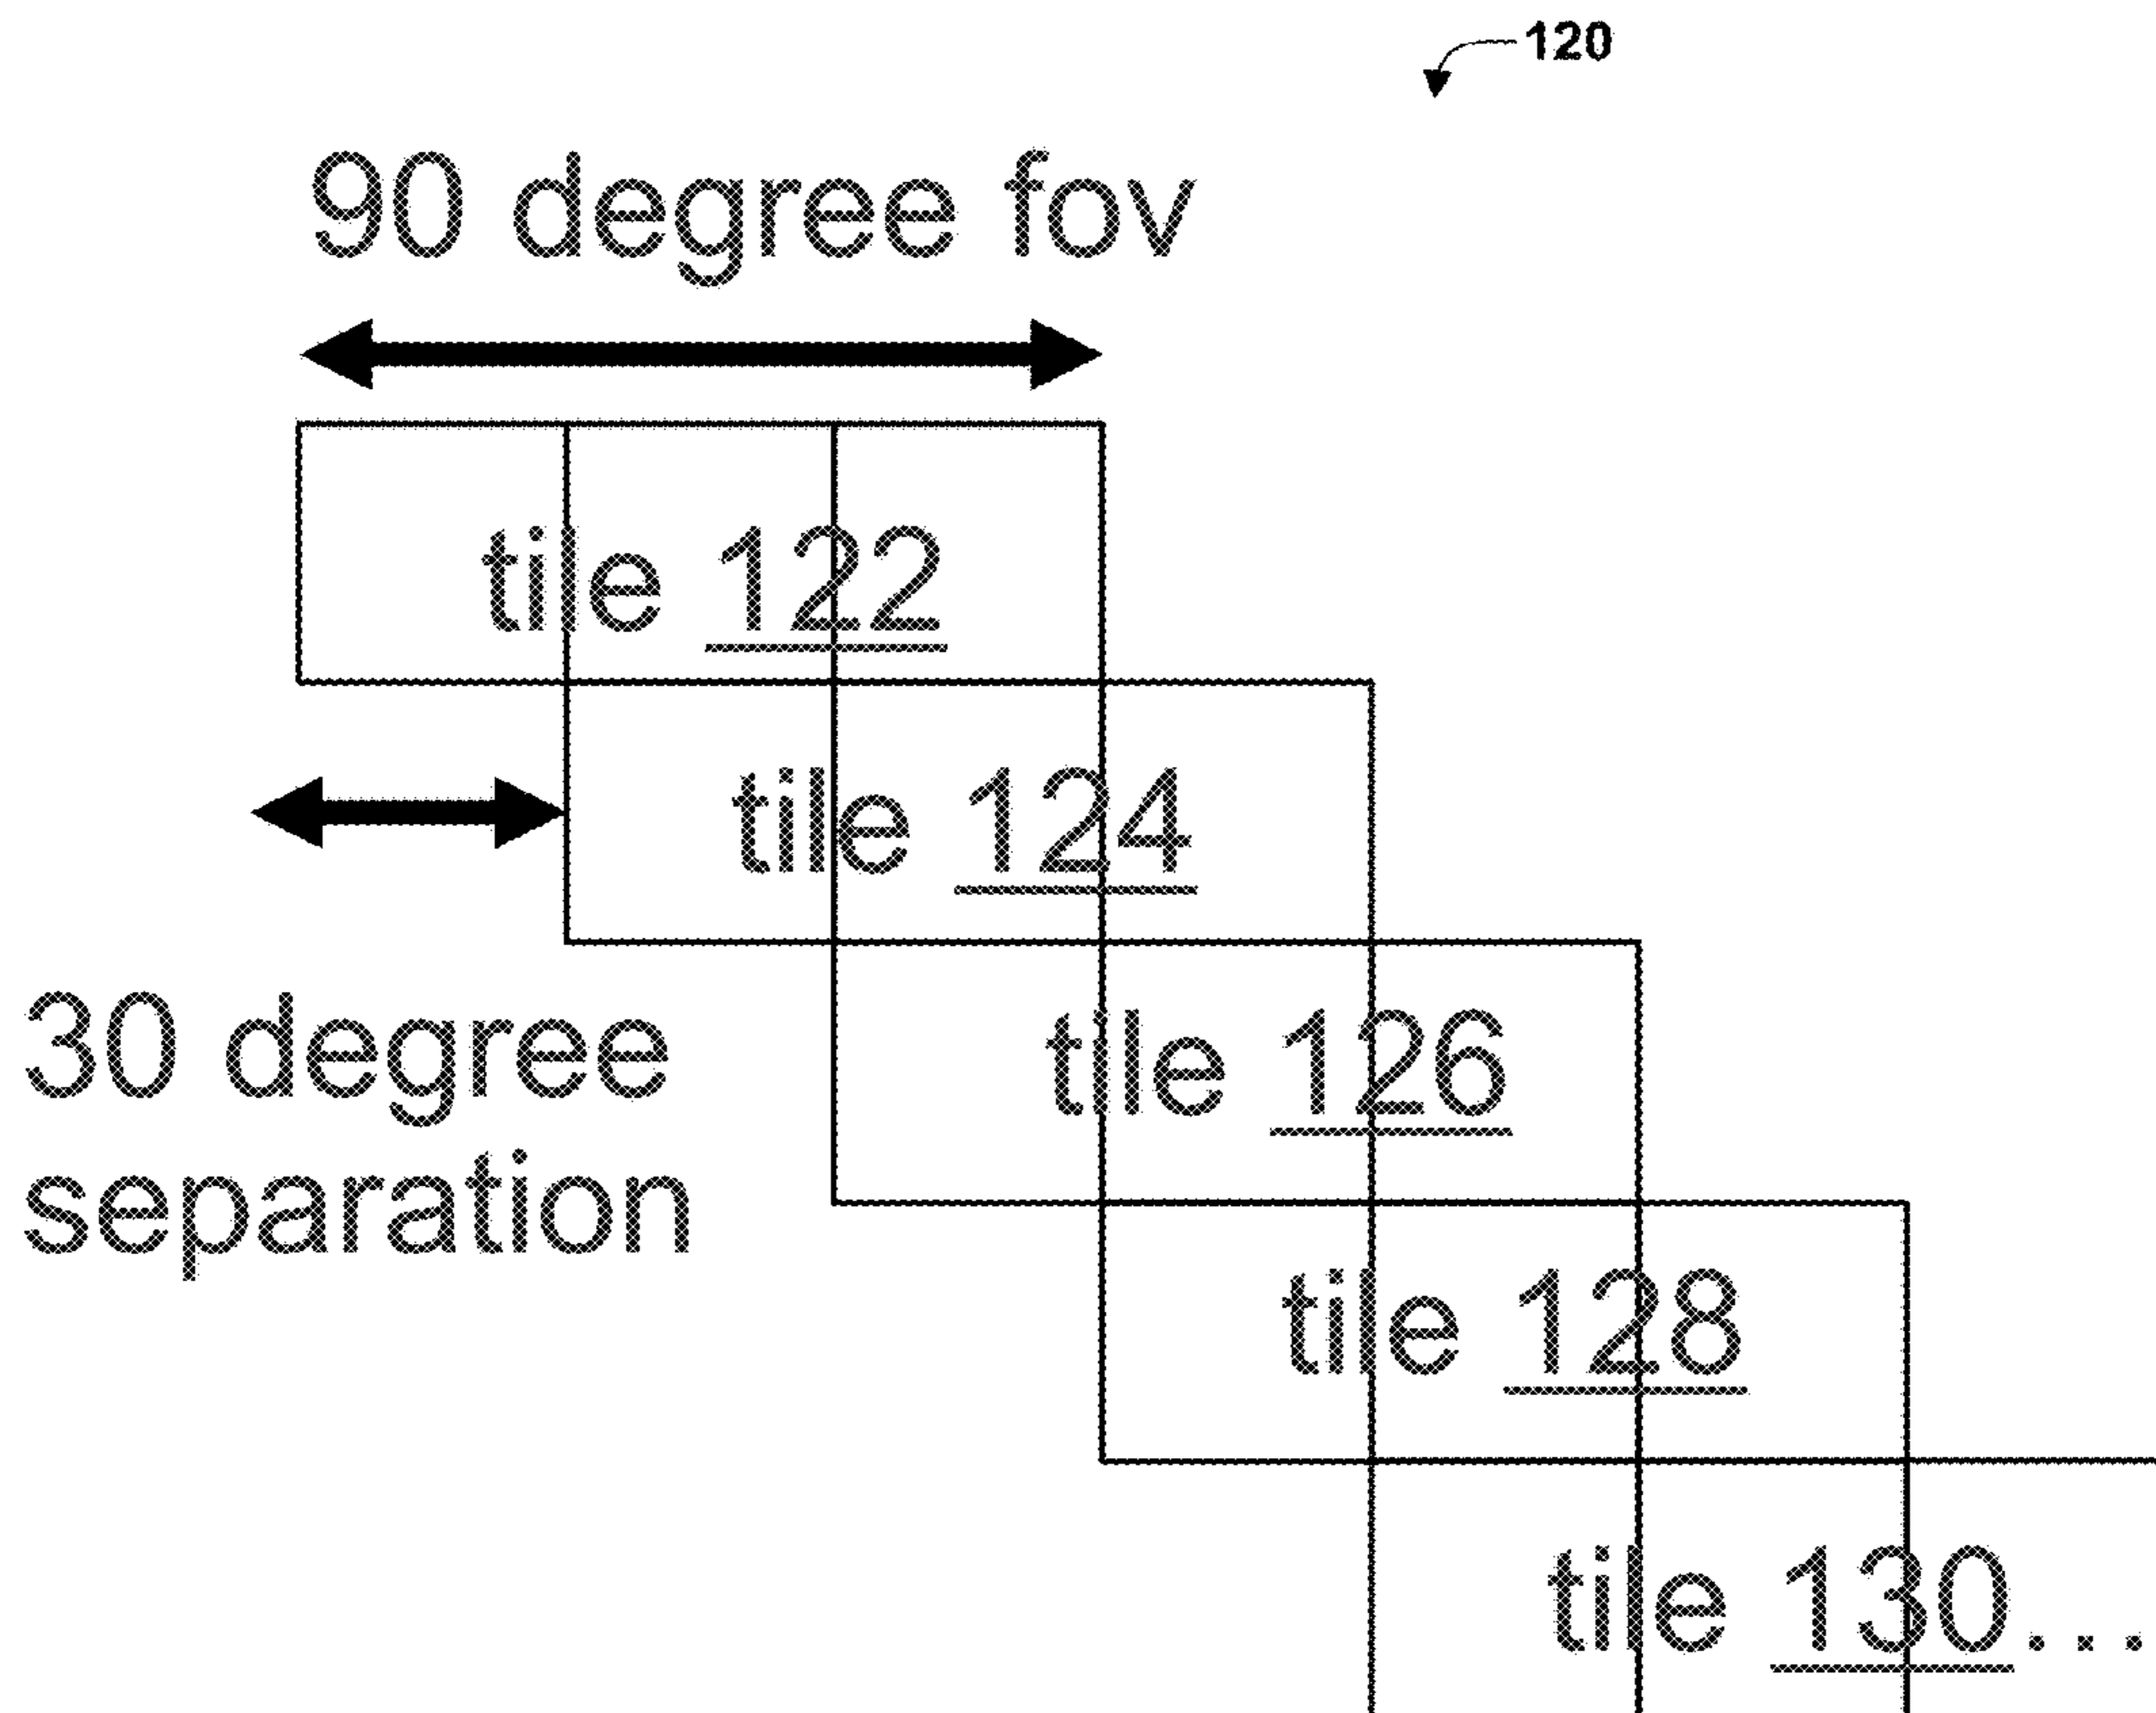 120
90 degree fov
tile 122
tile 124
30 degree
separation
tile 126
tile 128
tile 130...